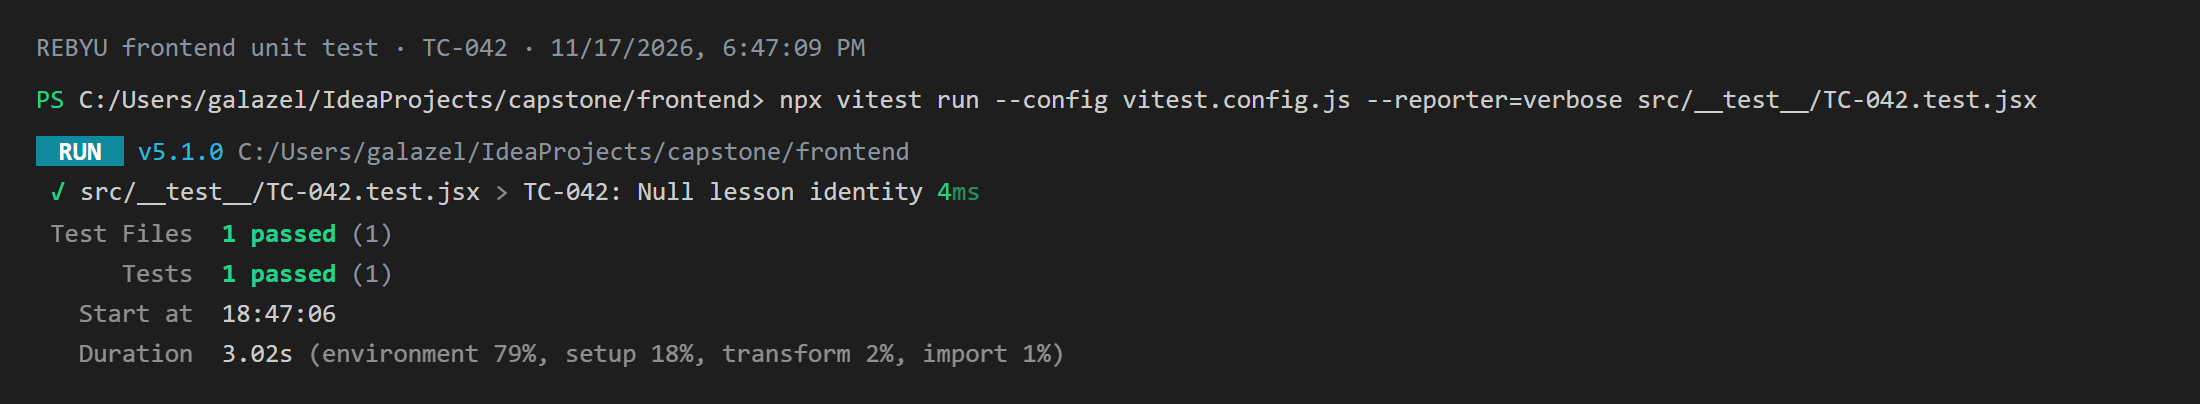 REBYU frontend unit test · TC-042 · 11/17/2026, 6:47:09 PM
PS C:/Users/galazel/IdeaProjects/capstone/frontend> npx vitest run --config vitest.config.js --reporter=verbose src/__test__/TC-042.test.jsx
RUN v5.1.0 C:/Users/galazel/IdeaProjects/capstone/frontend
√ src/__test__/TC-042.test.jsx > TC-042: Null lesson identity 4ms
Test Files 1 passed (1)
Tests 1 passed (1)
Start at 18:47:06
Duration 3.02s (environment 79%, setup 18%, transform 2%, import 1%)